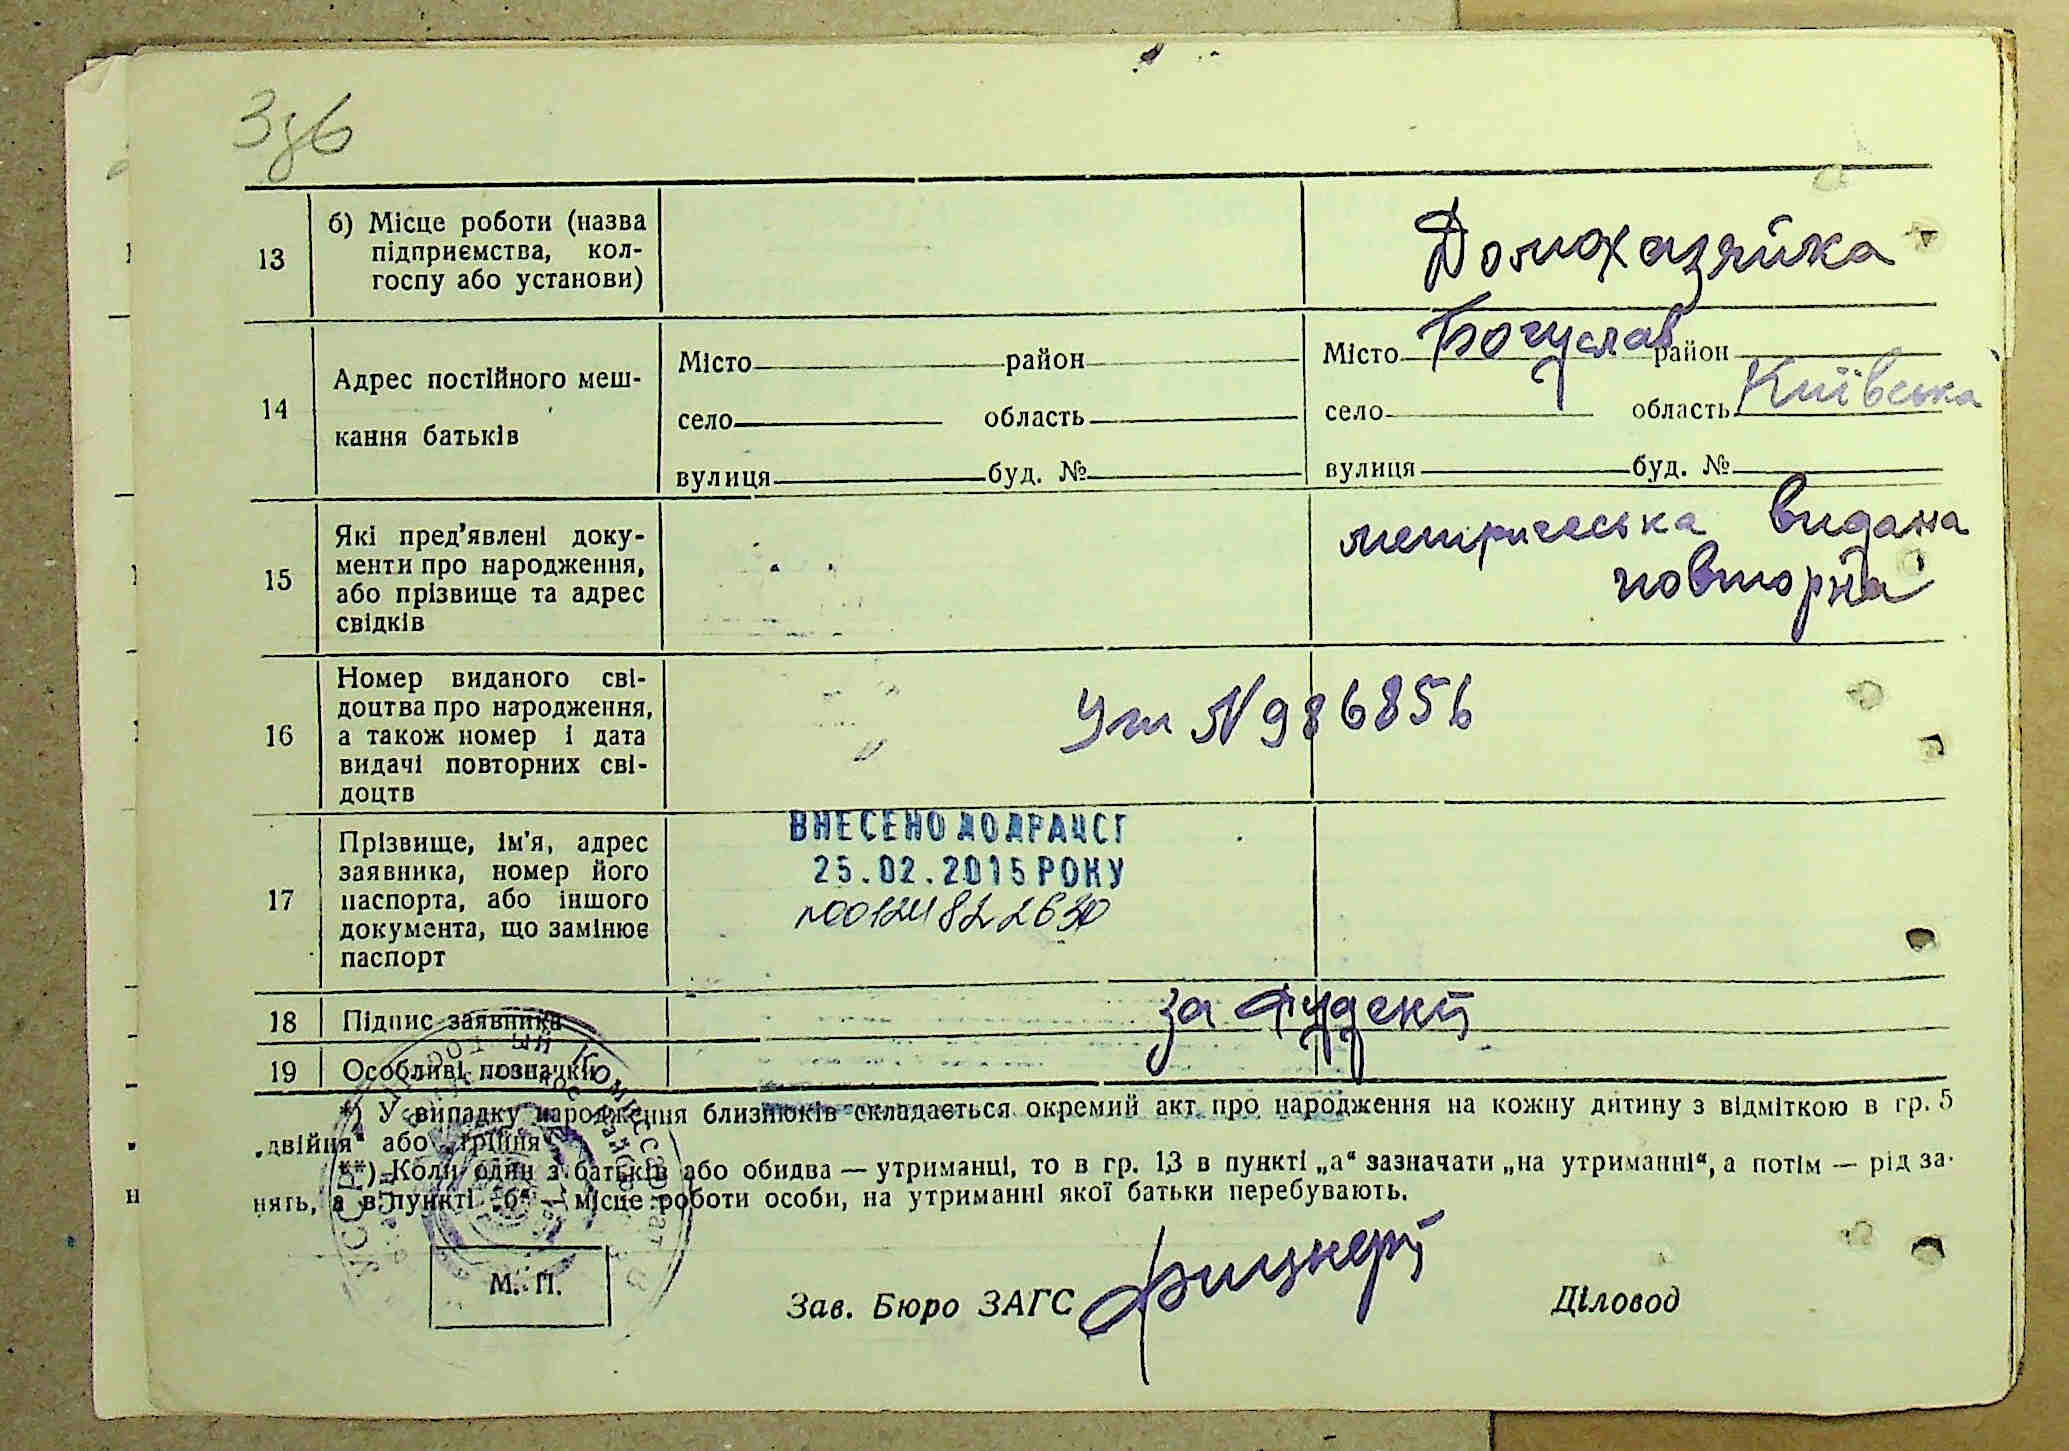 13
б) Місце роботи (назва
підприємства, кол-
госпу або установи)
Домохазяйка
14
Адрес постійного меш-
кання батьків
Місто район
село область
вулиця буд. №
Місто Богуслав район
село область Київська
вулиця буд. №
15
Які пред'явлені доку-
менти про народження,
або прізвище та адрес
свідків
метричеська видана
повторна
16
Номер виданого сві-
доцтва про народження,
а також номер і дата
видачі повторних сві-
доцтв
N 986856
17
Прізвище, ім'я, адрес
заявника, номер його
паспорта, або іншого
документа, що замінює
паспорт
ВНЕСЕНО ДО ДРАЦСГ
25.02.2015 РОКУ
18
Підпис заявника
за
19
Особливі позначки
*) У випадку народження близнюків складається окремий акт про народження на кожну дитину з відміткою в гр. 5
„двійня“ або „трійня“
**) Коли один з батьків або обидва — утриманці, то в гр. 13 в пункті „а“ зазначати „на утриманні“, а потім — рід за-
нять, а в пункті „б“ — місце роботи особи, на утриманні якої батьки перебувають.
М. П.
Зав. Бюро ЗАГС
Діловод